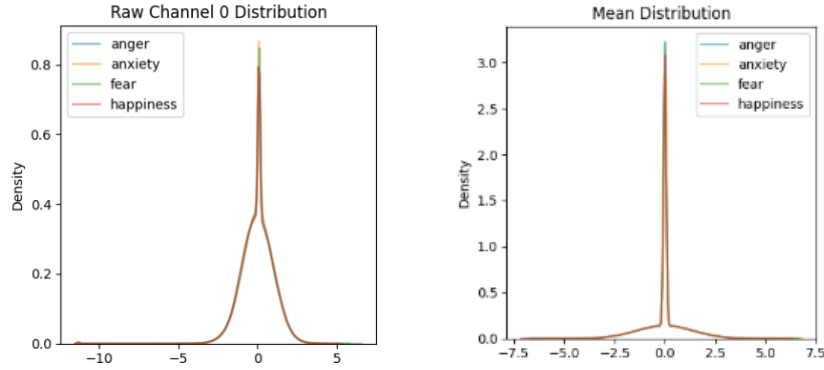 Raw Channel 0 Distribution
anger
anxiety
fear
happiness
Density
0.8
0.6
0.4
0.2
0.0
−10
−5
0
5
Mean Distribution
anger
anxiety
fear
happiness
Density
3.0
2.5
2.0
1.5
1.0
0.5
0.0
−7.5
−5.0
−2.5
0.0
2.5
5.0
7.5